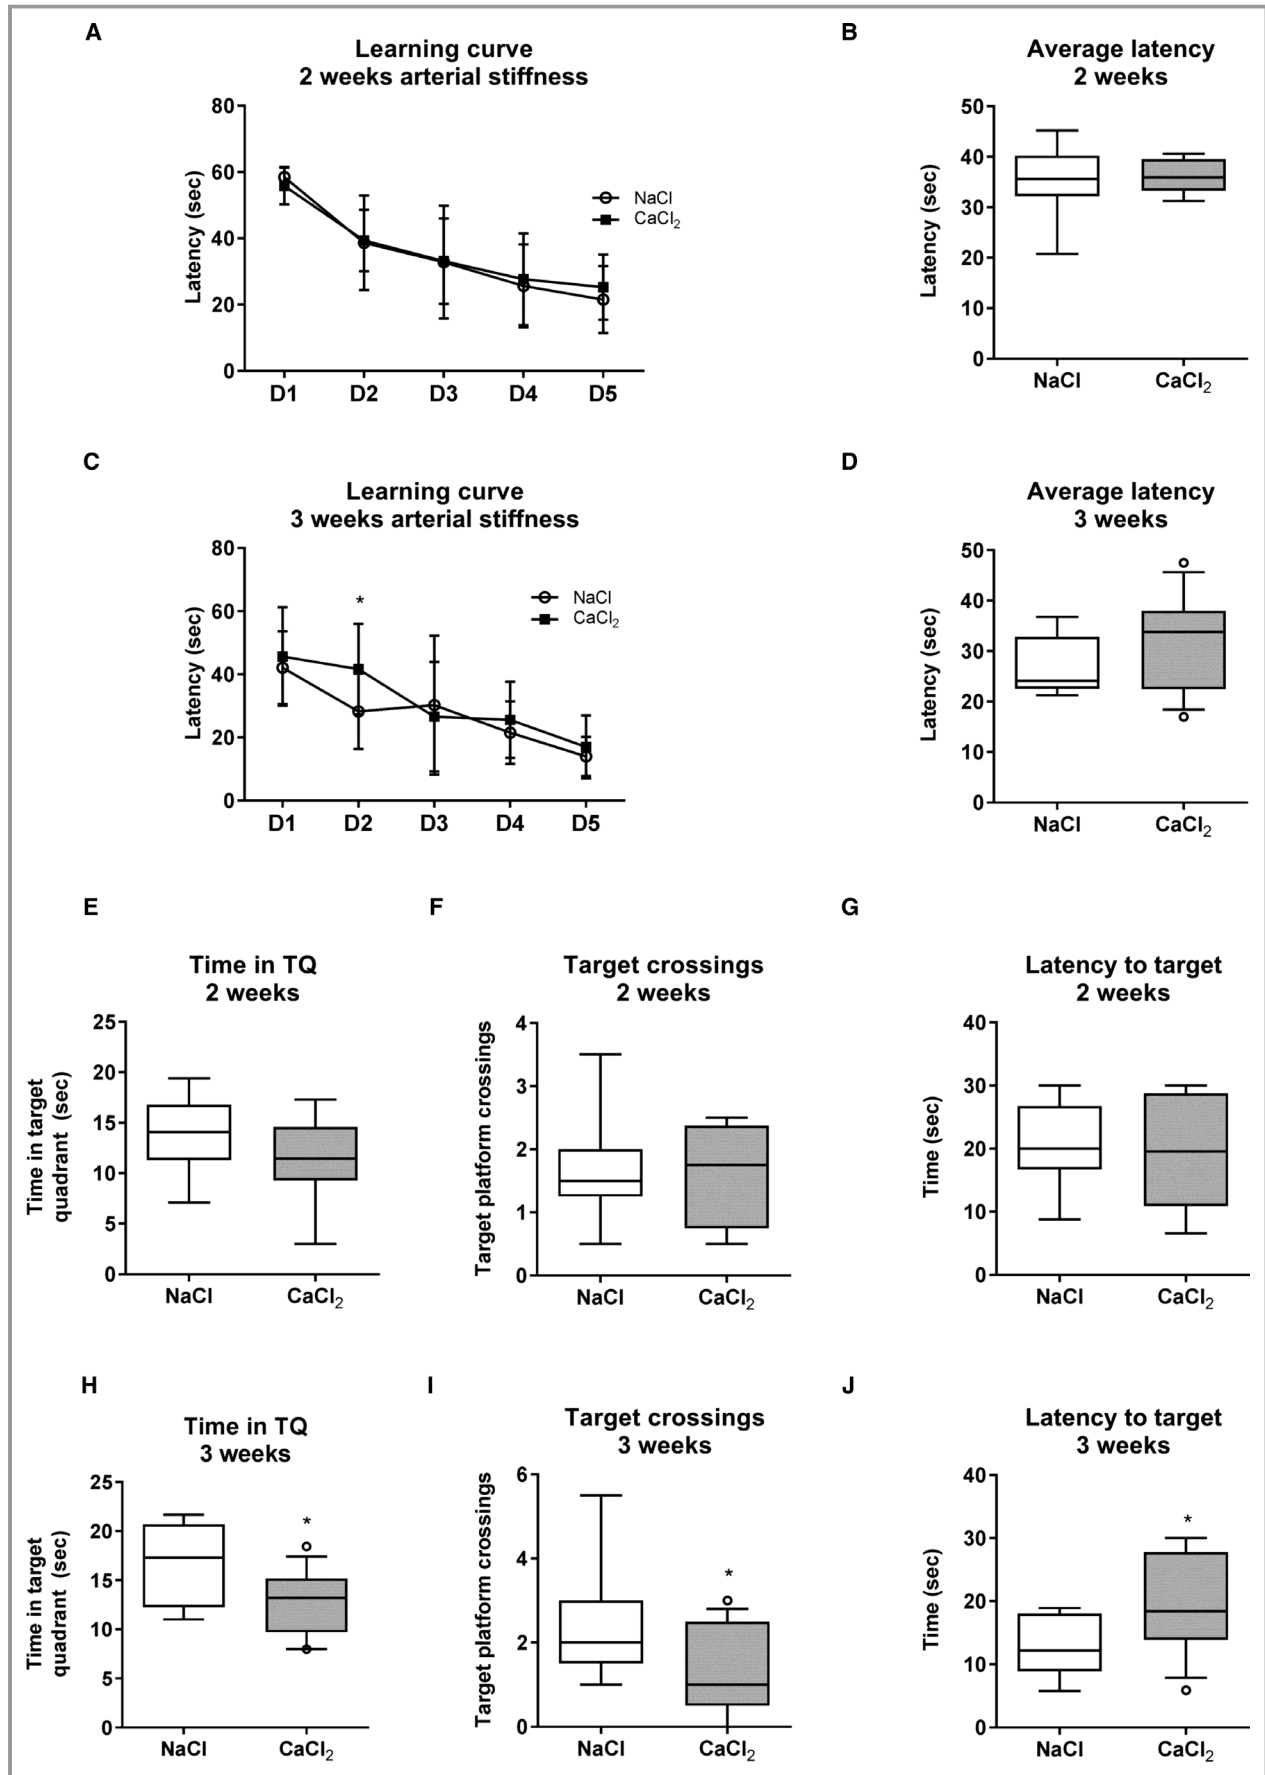 A
Learning curve
2 weeks arterial stiffness
Latency (sec)
80
60
40
20
0
D1 D2 D3 D4 D5
NaCl
CaCl2
B
Average latency
2 weeks
Latency (sec)
50
40
30
20
10
0
NaCl CaCl2
C
Learning curve
3 weeks arterial stiffness
Latency (sec)
80
60
40
20
0
*
D1 D2 D3 D4 D5
NaCl
CaCl2
D
Average latency
3 weeks
Latency (sec)
50
40
30
20
10
0
NaCl CaCl2
E
Time in TQ
2 weeks
Time in target
quadrant (sec)
25
20
15
10
5
0
NaCl CaCl2
F
Target crossings
2 weeks
Target platform crossings
4
3
2
1
0
NaCl CaCl2
G
Latency to target
2 weeks
Time (sec)
40
30
20
10
0
NaCl CaCl2
H
Time in TQ
3 weeks
Time in target
quadrant (sec)
25
20
15
10
5
0
*
NaCl CaCl2
I
Target crossings
3 weeks
Target platform crossings
6
4
2
0
*
NaCl CaCl2
J
Latency to target
3 weeks
Time (sec)
40
30
20
10
0
*
NaCl CaCl2